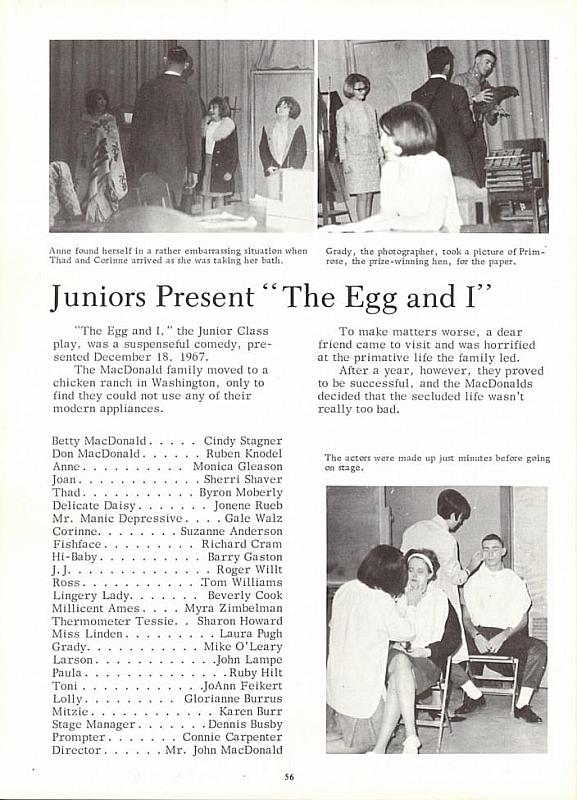 Anne found herself in a rather embarrassing situation when
Thad and Corinne arrived as she was taking her bath.
Grady, the photographer, took a picture of Prim-
rose, the prize-winning hen, for the paper.
Juniors Present "The Egg and I"
"The Egg and I," the Junior Class
play, was a suspenseful comedy, pre-
sented December 18, 1967.
The MacDonald family moved to a
chicken ranch in Washington, only to
find they could not use any of their
modern appliances.
To make matters worse, a dear
friend came to visit and was horrified
at the primative life the family led.
After a year, however, they proved
to be successful, and the MacDonalds
decided that the secluded life wasn't
really too bad.
Betty MacDonald . . . . . Cindy Stagner
Don MacDonald . . . . . . Ruben Knodel
Anne . . . . . . . . . . Monica Gleason
Joan . . . . . . . . . . . . Sherri Shaver
Thad . . . . . . . . . . . Byron Moberly
Delicate Daisy . . . . . . . Jonene Rueb
Mr. Manic Depressive . . . . Gale Walz
Corinne . . . . . . . . Suzanne Anderson
Fishface . . . . . . . . . Richard Cram
Hi-Baby . . . . . . . . . . Barry Gaston
J.J. . . . . . . . . . . . . . Roger Willt
Ross . . . . . . . . . . . . Tom Williams
Lingery Lady . . . . . . . Beverly Cook
Millicent Ames . . . . Myra Zimbelman
Thermometer Tessie . . Sharon Howard
Miss Linden . . . . . . . . . Laura Pugh
Grady . . . . . . . . . . . Mike O'Leary
Larson . . . . . . . . . . . . John Lampe
Paula . . . . . . . . . . . . . . Ruby Hilt
Toni . . . . . . . . . . . . JoAnn Feikert
Lolly . . . . . . . . Glorianne Burrus
Mitzie . . . . . . . . . . . . Karen Burr
Stage Manager . . . . . . . Dennis Busby
Prompter . . . . . . . Connie Carpenter
Director . . . . . . Mr. John MacDonald
The actors were made up just minutes before going
on stage.
56